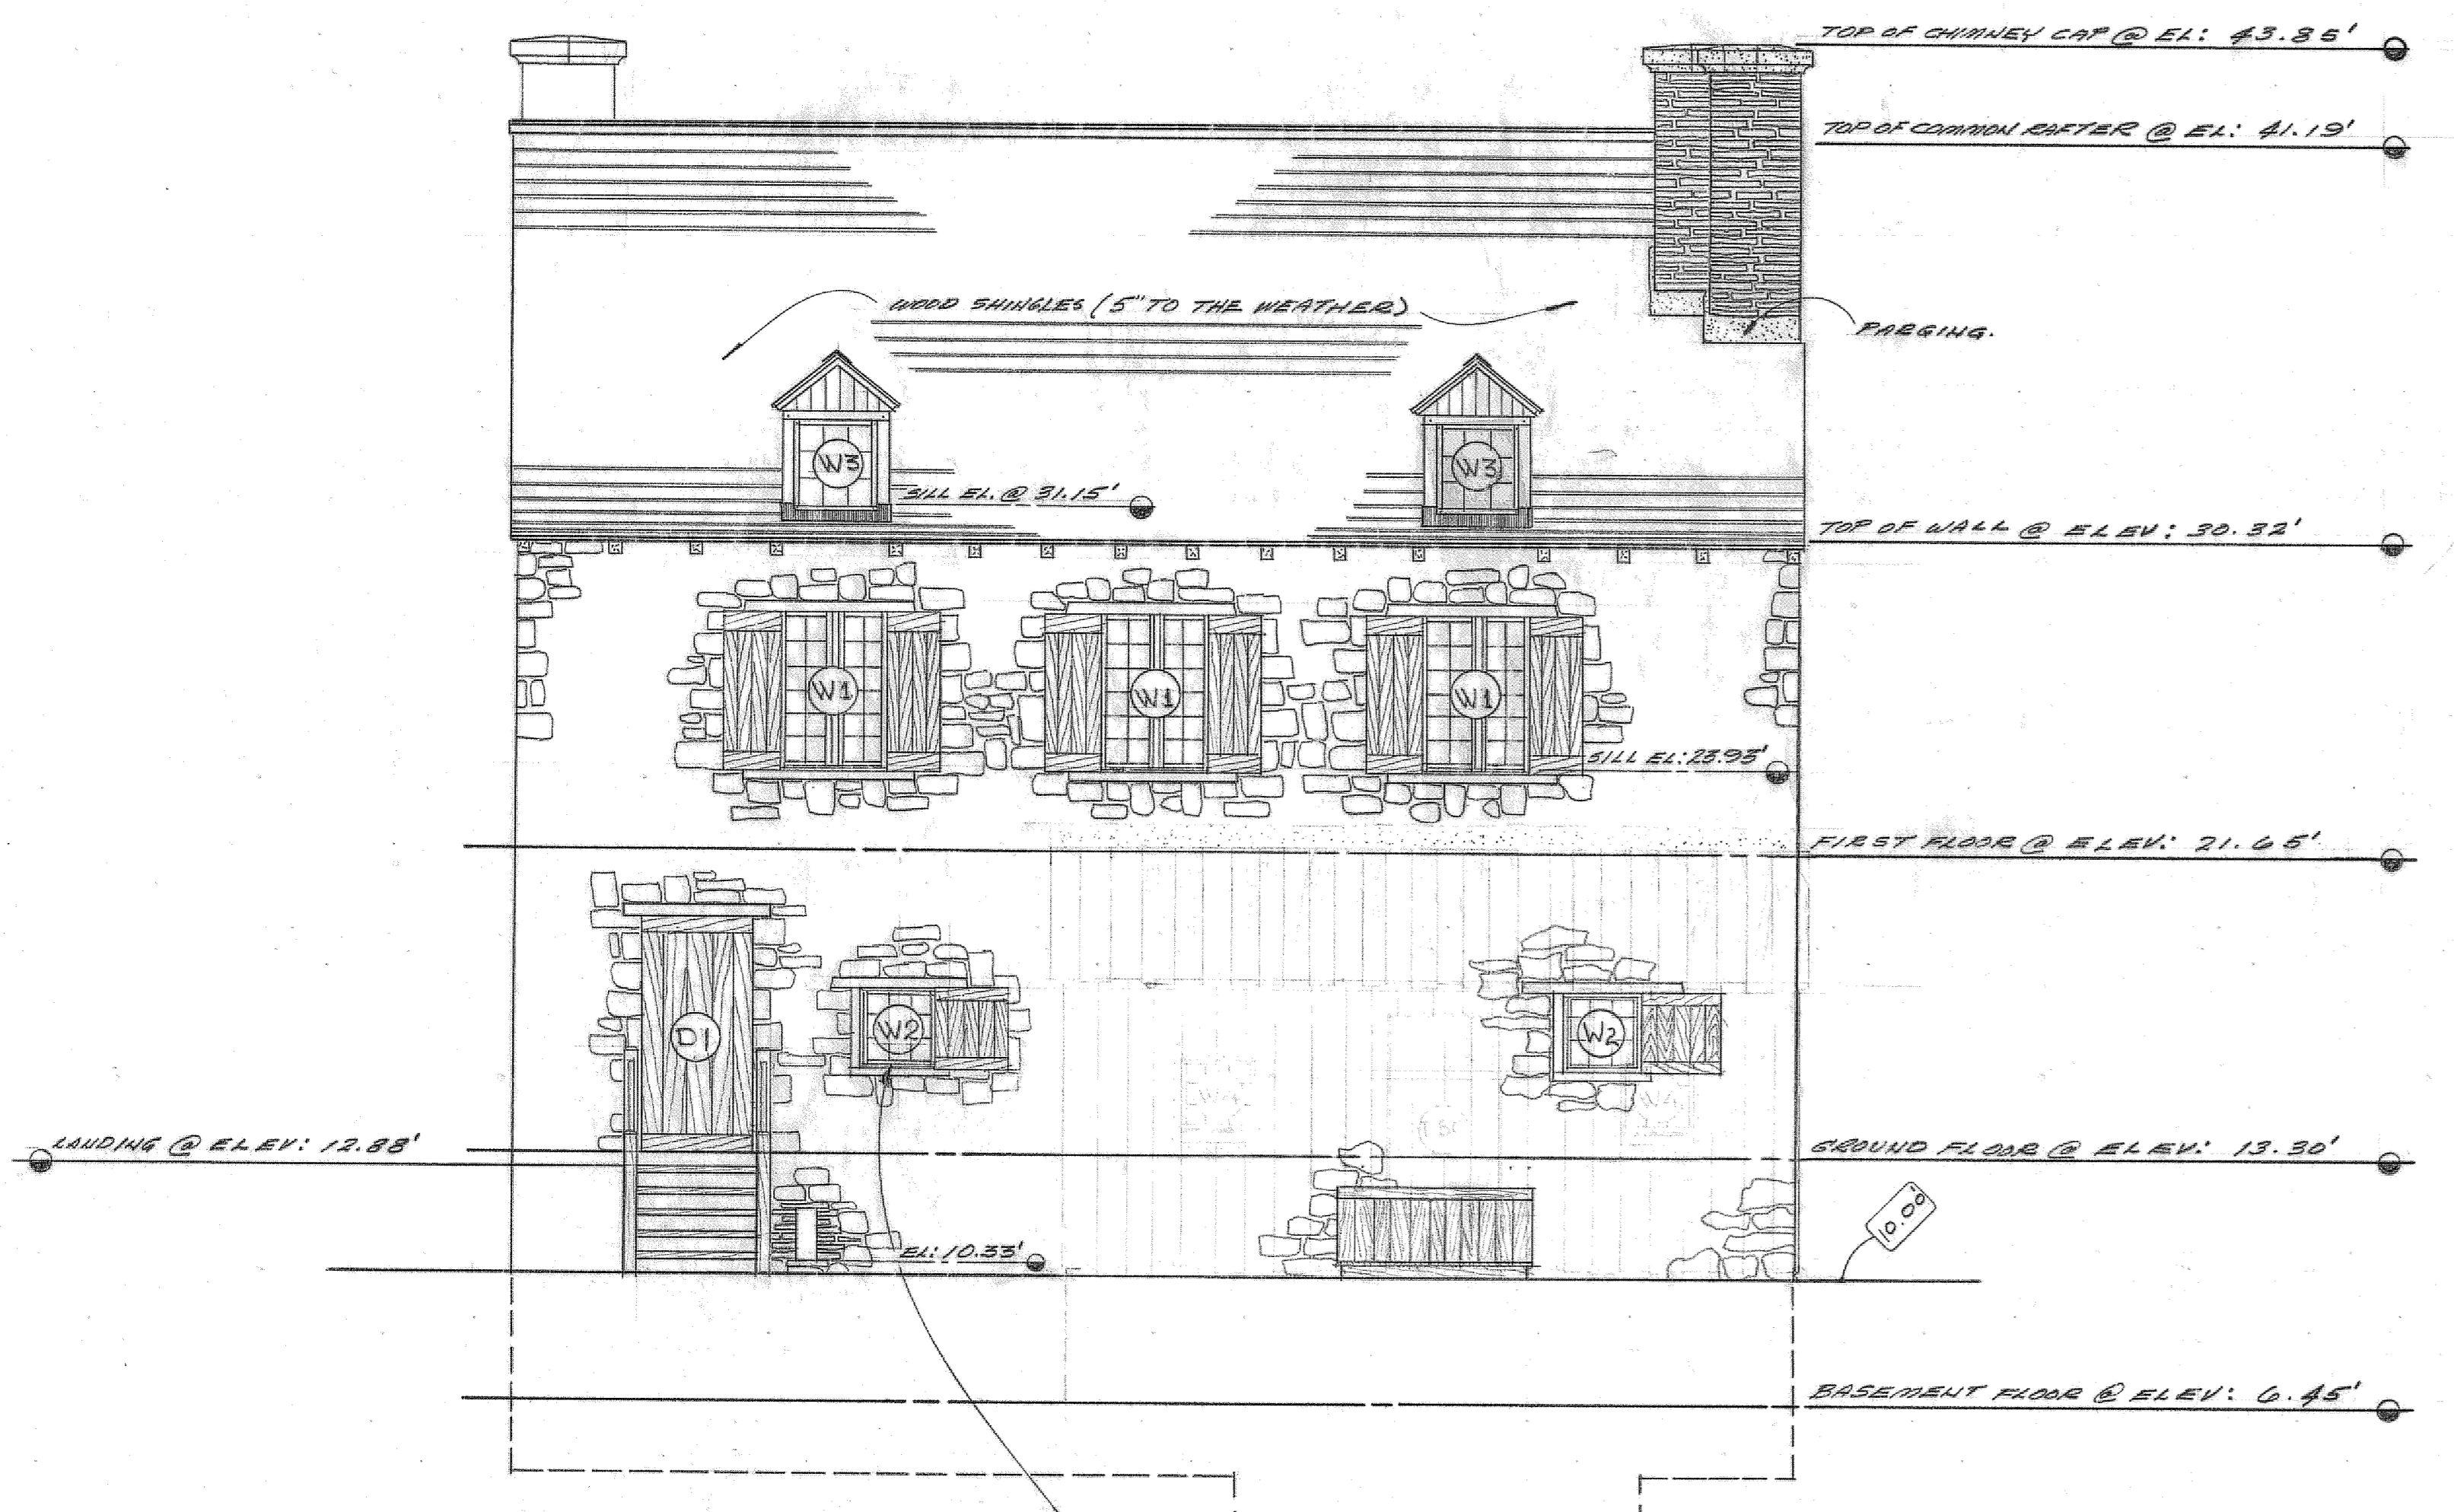 TOP OF CHIMNEY CAP @ EL: 43.85'
TOP OF COMMON RAFTER @ EL: 41.19'
WOOD SHINGLES (5" TO THE WEATHER)
PARGING.
W3
W3
SILL EL. @ 31.15'
TOP OF WALL @ ELEV: 30.32'
W1
W1
W1
SILL EL: 23.93'
FIRST FLOOR @ ELEV: 21.65'
D1
W2
W2
LANDING @ ELEV: 12.88'
GROUND FLOOR @ ELEV: 13.30'
10.00
EL: 10.33'
BASEMENT FLOOR @ ELEV: 6.45'